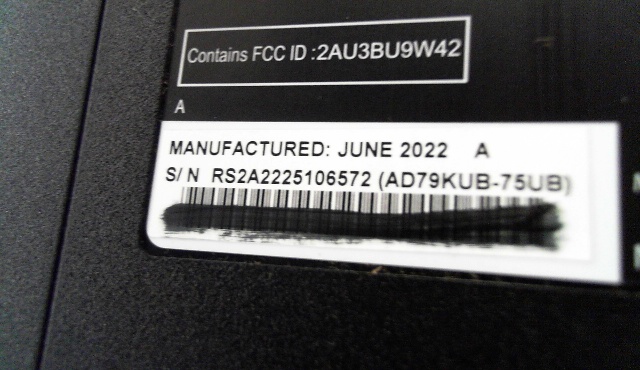 Contains FCC ID :2AU3BU9W42
A
MANUFACTURED: JUNE 2022 A
S/ N RS2A2225106572 (AD79KUB-75UB)